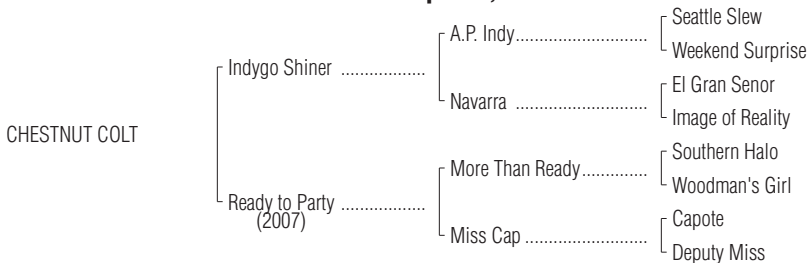 Seattle Slew
A.P. Indy
Weekend Surprise
Indygo Shiner
El Gran Senor
Navarra
Image of Reality
CHESTNUT COLT
Southern Halo
More Than Ready
Woodman's Girl
Ready to Party
(2007)
Capote
Miss Cap
Deputy Miss